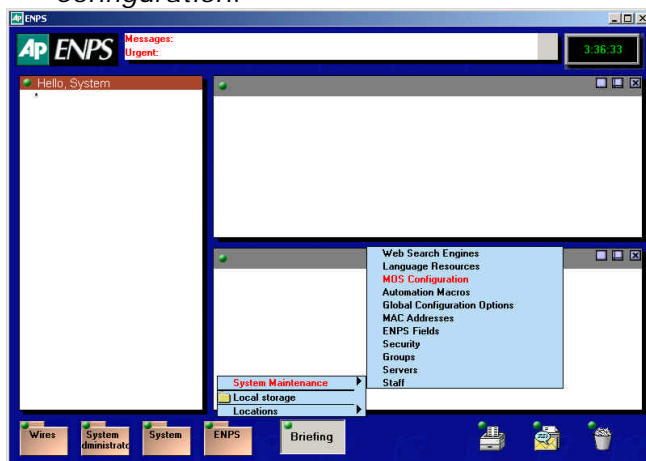 configuration.
ENPS
AP ENPS
Messages:
Urgent:
3:36:33
Hello, System
*
Web Search Engines
Language Resources
MOS Configuration
Automation Macros
Global Configuration Options
MAC Addresses
ENPS Fields
Security
Groups
Servers
Staff
System Maintenance
Local storage
Locations
Wires
System
dministrato
System
ENPS
Briefing